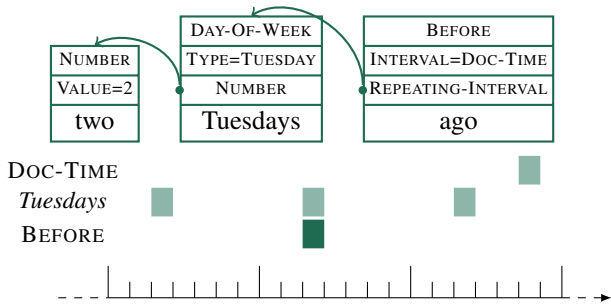 NUMBER
VALUE=2
two
DAY-OF-WEEK
TYPE=TUESDAY
NUMBER
Tuesdays
BEFORE
INTERVAL=DOC-TIME
REPEATING-INTERVAL
ago
DOC-TIME
Tuesdays
BEFORE